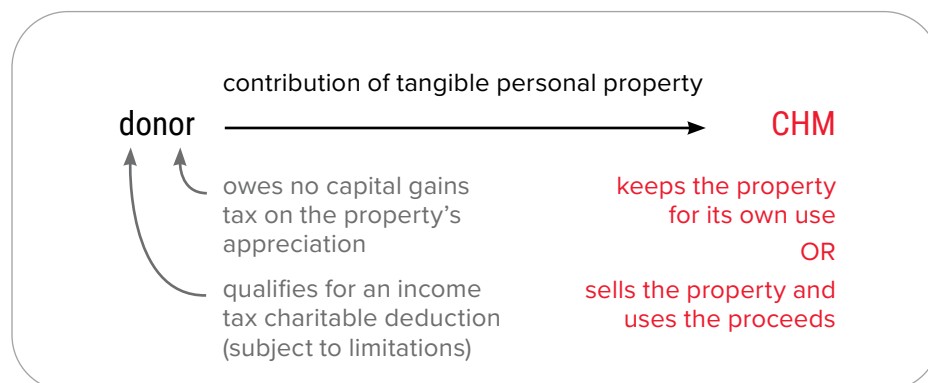 contribution of tangible personal property
donor
CHM
owes no capital gains
tax on the property's
appreciation
qualifies for an income
tax charitable deduction
(subject to limitations)
keeps the property
for its own use
OR
sells the property and
uses the proceeds